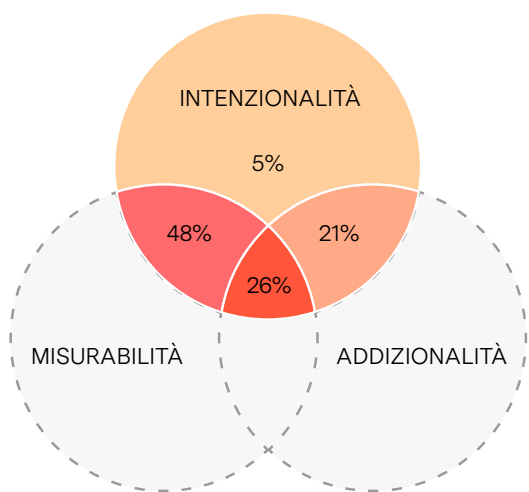 INTENZIONALITÀ
5%
48%
21%
26%
MISURABILITÀ
ADDIZIONALITÀ